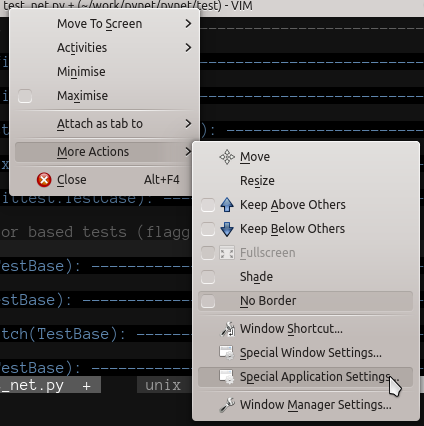 test_net.py + (~/work/pynet/pynet/test) - VIM
Move To Screen
Activities
Minimise
Maximise
Attach as tab to
): ------------------
More Actions
Close Alt+F4
Move
Resize
Keep Above Others
Keep Below Others
Fullscreen
Shade
No Border
Window Shortcut...
Special Window Settings...
Special Application Settings...
Window Manager Settings...
ittest.TestCase):
or based tests (flagg
TestBase):
stBase):
tch(TestBase):
TestBase):
_net.py + unix